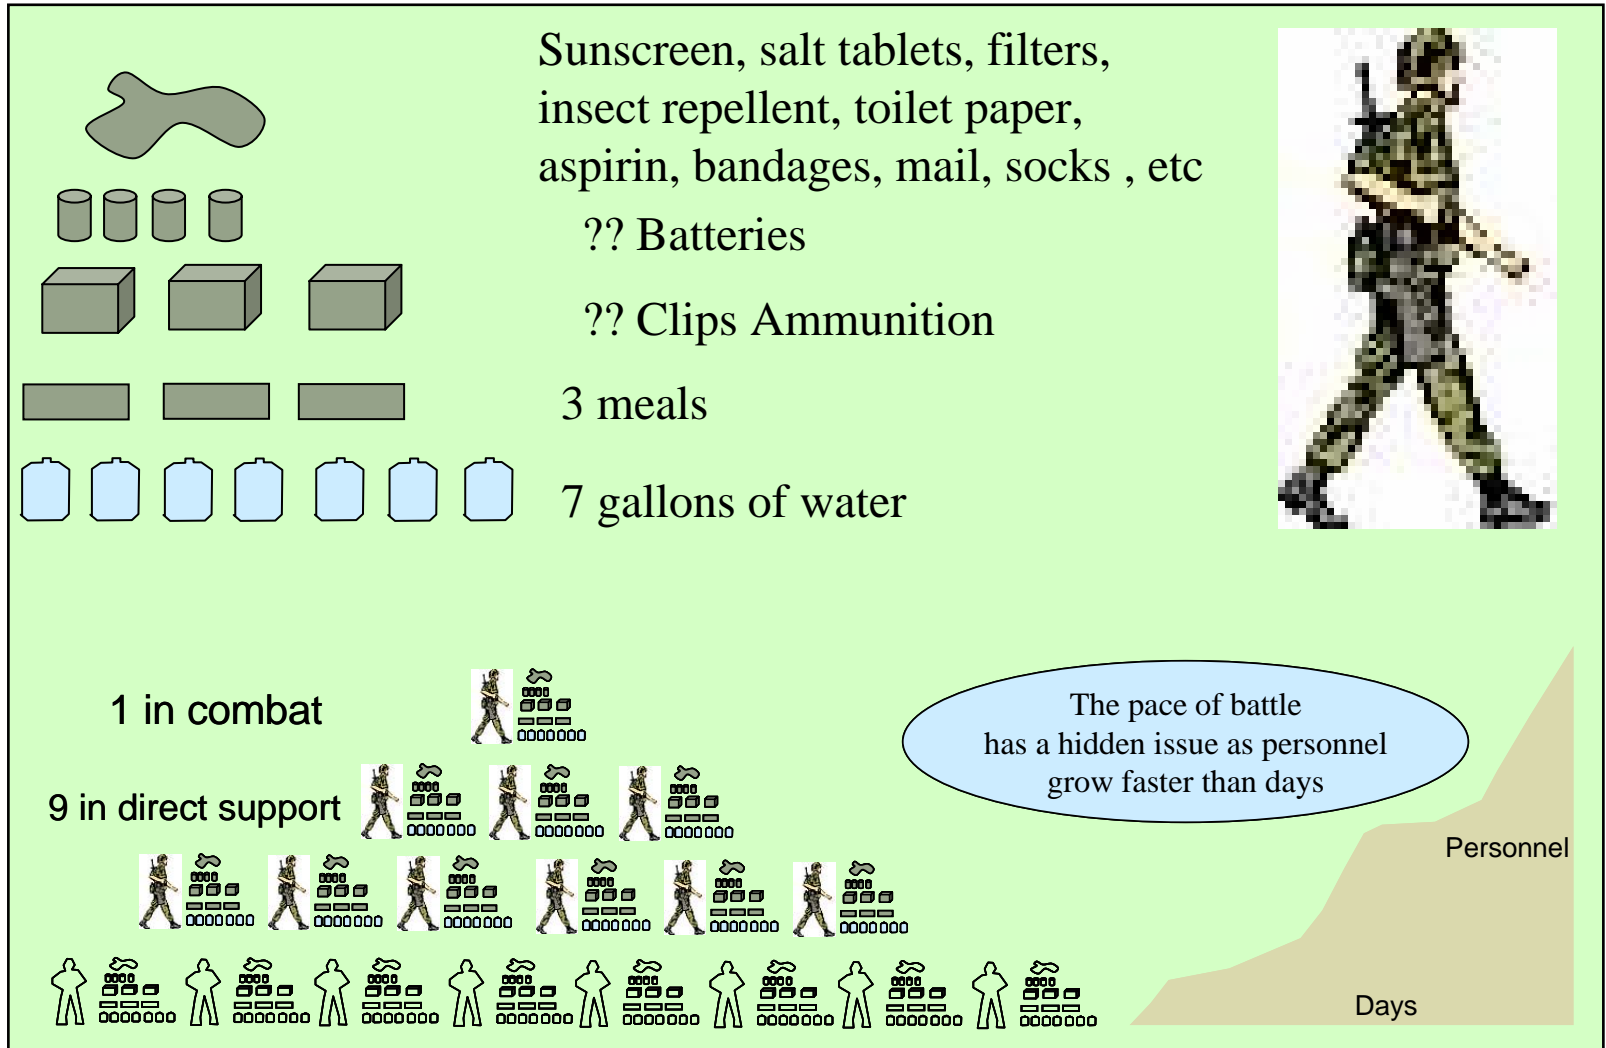 Sunscreen, salt tablets, filters,
insect repellent, toilet paper,
aspirin, bandages, mail, socks , etc
?? Batteries
?? Clips Ammunition
3 meals
7 gallons of water
1 in combat
9 in direct support
The pace of battle
has a hidden issue as personnel
grow faster than days
Personnel
Days